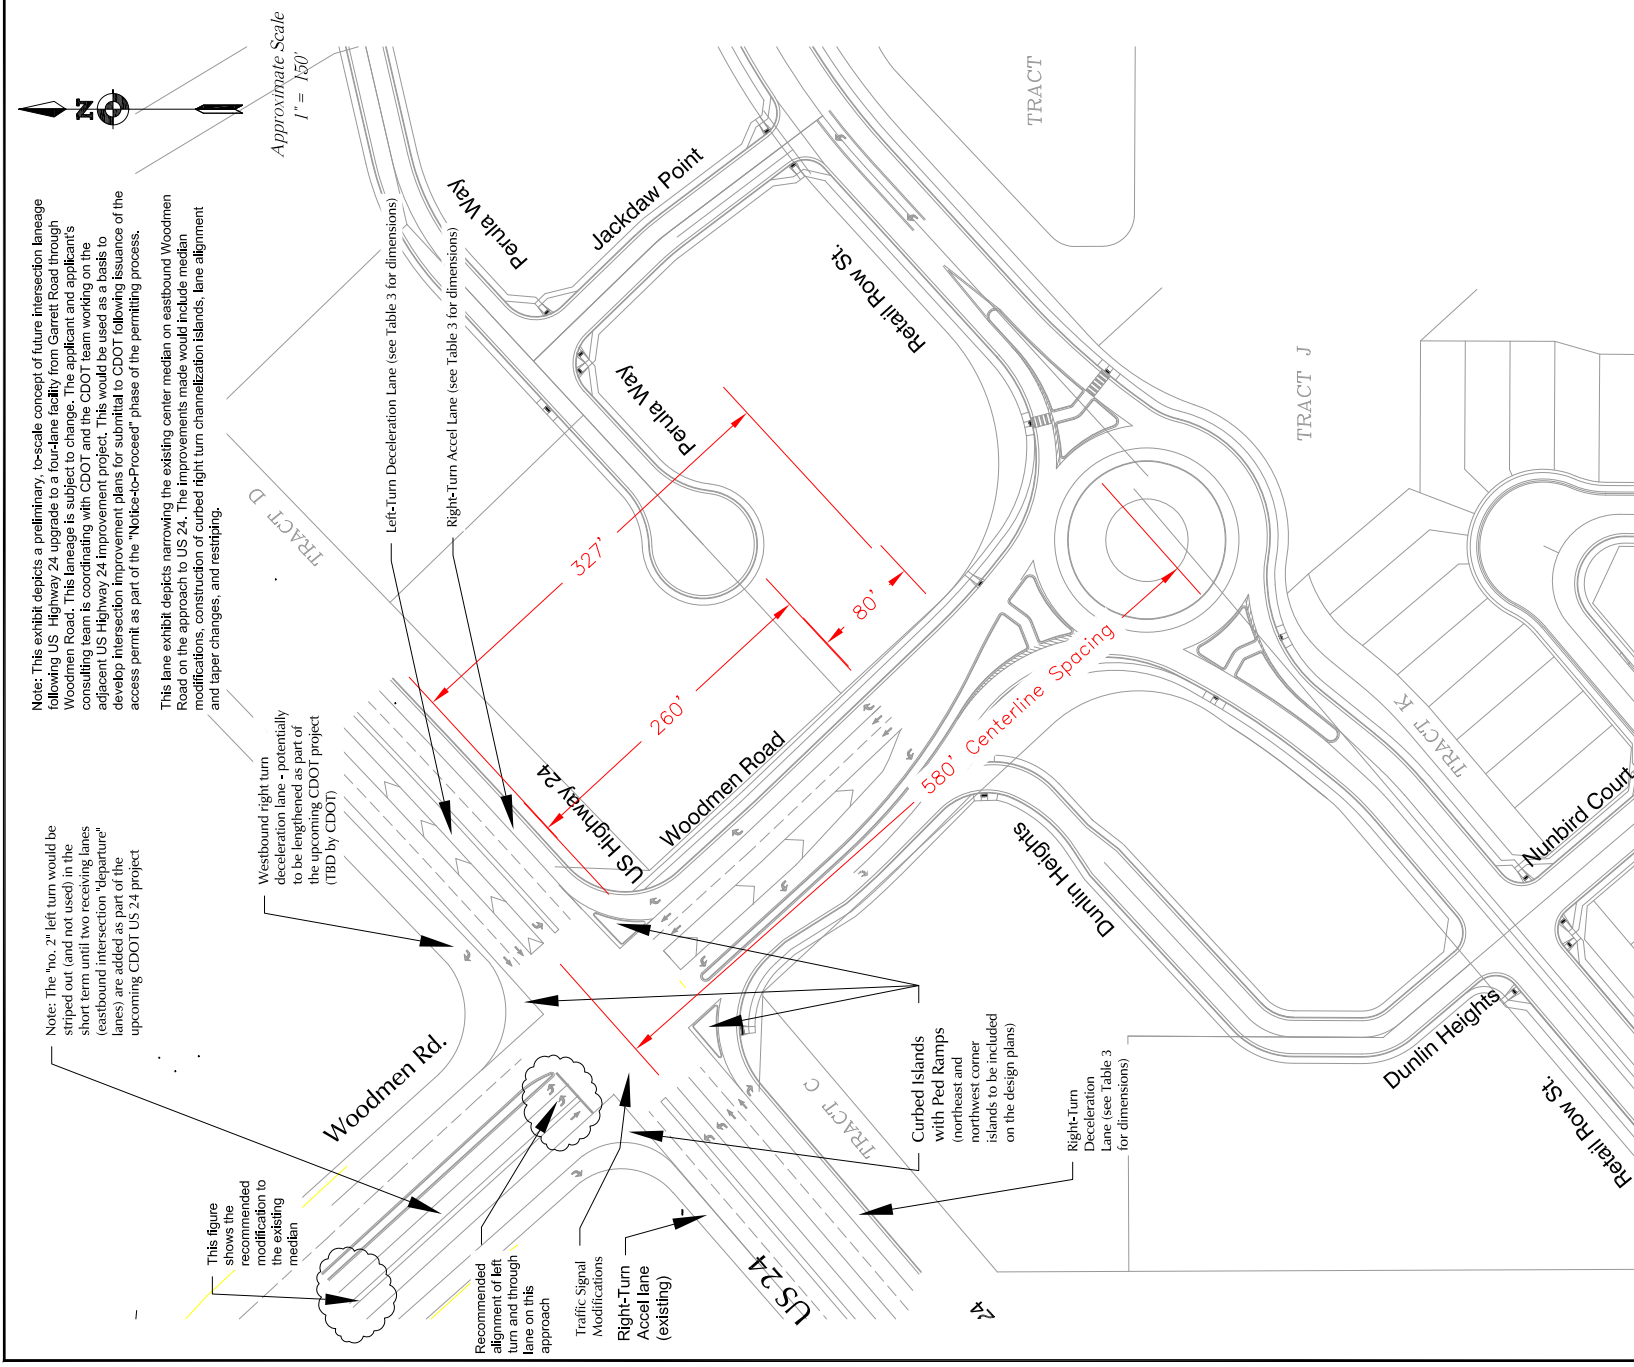 Note: This exhibit depicts a preliminary, to-scale concept of future intersection laneage
following US Highway 24 upgrade to a four-lane facility from Garrett Road through
Woodmen Road. This laneage is subject to change. The applicant and applicant's
consulting team is coordinating with CDOT and the CDOT team working on the
adjacent US Highway 24 improvement project. This would be used as a basis to
develop intersection improvement plans for submittal to CDOT following issuance of the
access permit as part of the "Notice-to-Proceed" phase of the permitting process.
This lane exhibit depicts narrowing the existing center median on eastbound Woodmen
Road on the approach to US 24. The improvements made would include median
modifications, construction of curbed right turn channelization islands, lane alignment
and taper changes, and restriping.
N
Approximate Scale
1" = 150'
Note: The "no. 2" left turn would be
striped out (and not used) in the
short term until two receiving lanes
(eastbound intersection "departure"
lanes) are added as part of the
upcoming CDOT US 24 project
Westbound right turn
deceleration lane - potentially
to be lengthened as part of
the upcoming CDOT project
(TBD by CDOT)
Left-Turn Deceleration Lane (see Table 3 for dimensions)
Right-Turn Accel Lane (see Table 3 for dimensions)
This figure
shows the
recommended
modification to
the existing
median
Recommended
alignment of left
turn and through
lane on this
approach
Traffic Signal
Modifications
Right-Turn
Accel lane
(existing)
Curbed Islands
with Ped Ramps
(northeast and
northwest corner
islands to be included
on the design plans)
Right-Turn
Deceleration
Lane (see Table 3
for dimensions)
Woodmen Rd.
US 24
24
US Highway 24
Woodmen Road
Perula Way
Perula Way
Jackdaw Point
Retail Row St.
Dunlin Heights
Dunlin Heights
Retail Row St.
Nunbird Court
TRACT D
TRACT
TRACT J
TRACT K
TRACT C
327'
260'
80'
580' Centerline Spacing